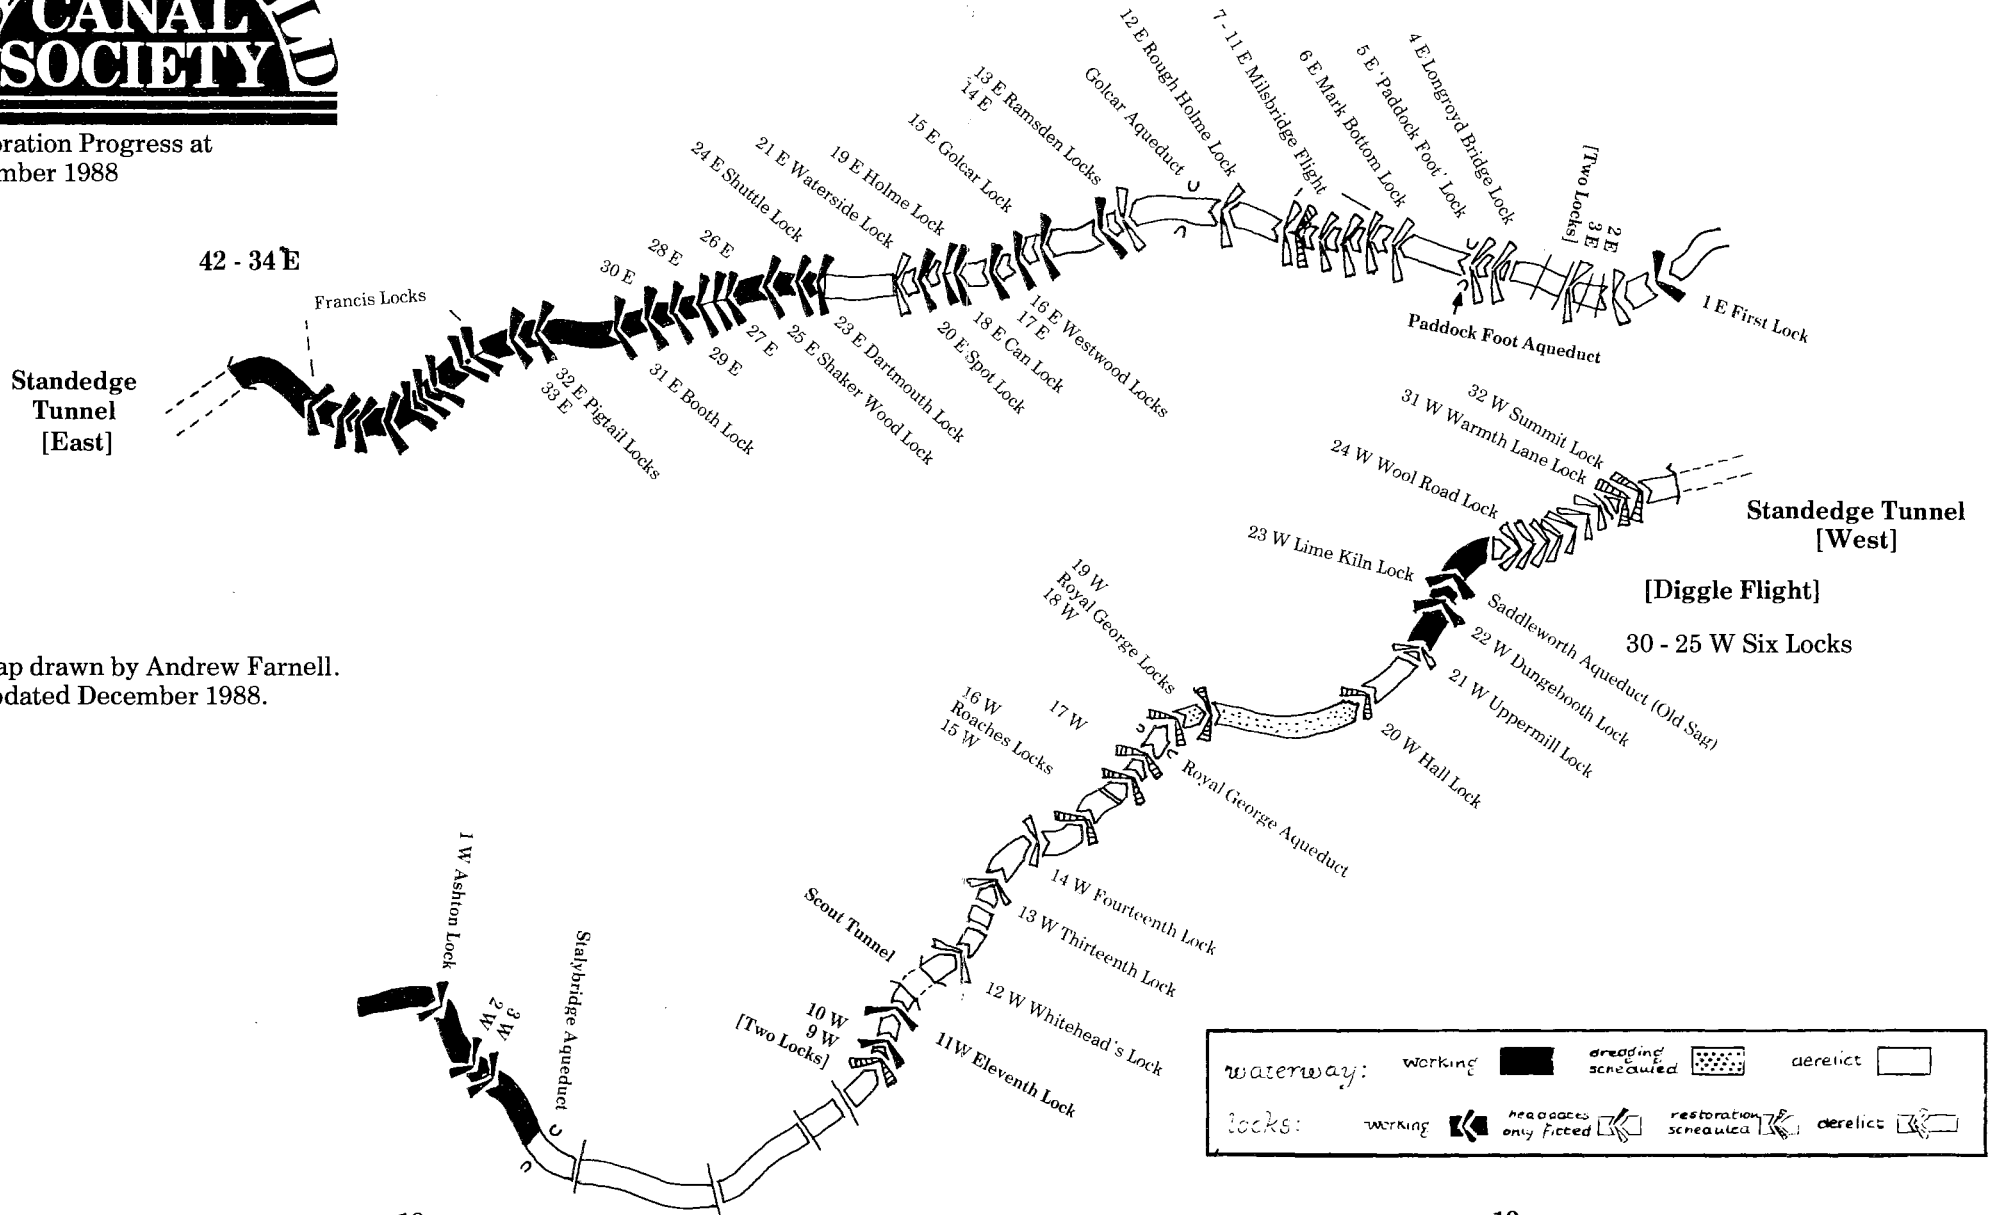 CANAL
SOCIETY
LD
oration Progress at
mber 1988
42 - 34 E
Francis Locks
Standedge
Tunnel
[East]
30 E
28 E
26 E
24 E Shuttle Lock
21 E Waterside Lock
19 E Holme Lock
15 E Golcar Lock
13 E Ramsden Locks
14 E
Golcar Aqueduct
12 E Rough Holme Lock
7 - 11 E Milsbridge Flight
6 E Mark Bottom Lock
5 E 'Paddock Foot' Lock
4 E Longroyd Bridge Lock
[Two Locks]
3 E
2 E
1 E First Lock
Paddock Foot Aqueduct
16 E Westwood Locks
17 E
18 E Can Lock
20 E Spot Lock
23 E Dartmouth Lock
25 E Shaker Wood Lock
27 E
29 E
31 E Booth Lock
32 E Pigtail Locks
33 E
32 W Summit Lock
31 W Warmth Lane Lock
24 W Wool Road Lock
23 W Lime Kiln Lock
Standedge Tunnel
[West]
[Diggle Flight]
30 - 25 W Six Locks
Saddleworth Aqueduct (Old Sag)
22 W Dungebooth Lock
21 W Uppermill Lock
20 W Hall Lock
19 W
Royal George Locks
18 W
17 W
16 W
Roaches Locks
15 W
Royal George Aqueduct
14 W Fourteenth Lock
13 W Thirteenth Lock
12 W Whitehead's Lock
11W Eleventh Lock
Scout Tunnel
10 W
9 W
[Two Locks]
Stalybridge Aqueduct
3 W
2 W
1 W Ashton Lock
ap drawn by Andrew Farnell.
pdated December 1988.
waterway: working dredging scheduled derelict
locks: working headgates only fitted restoration scheduled derelict